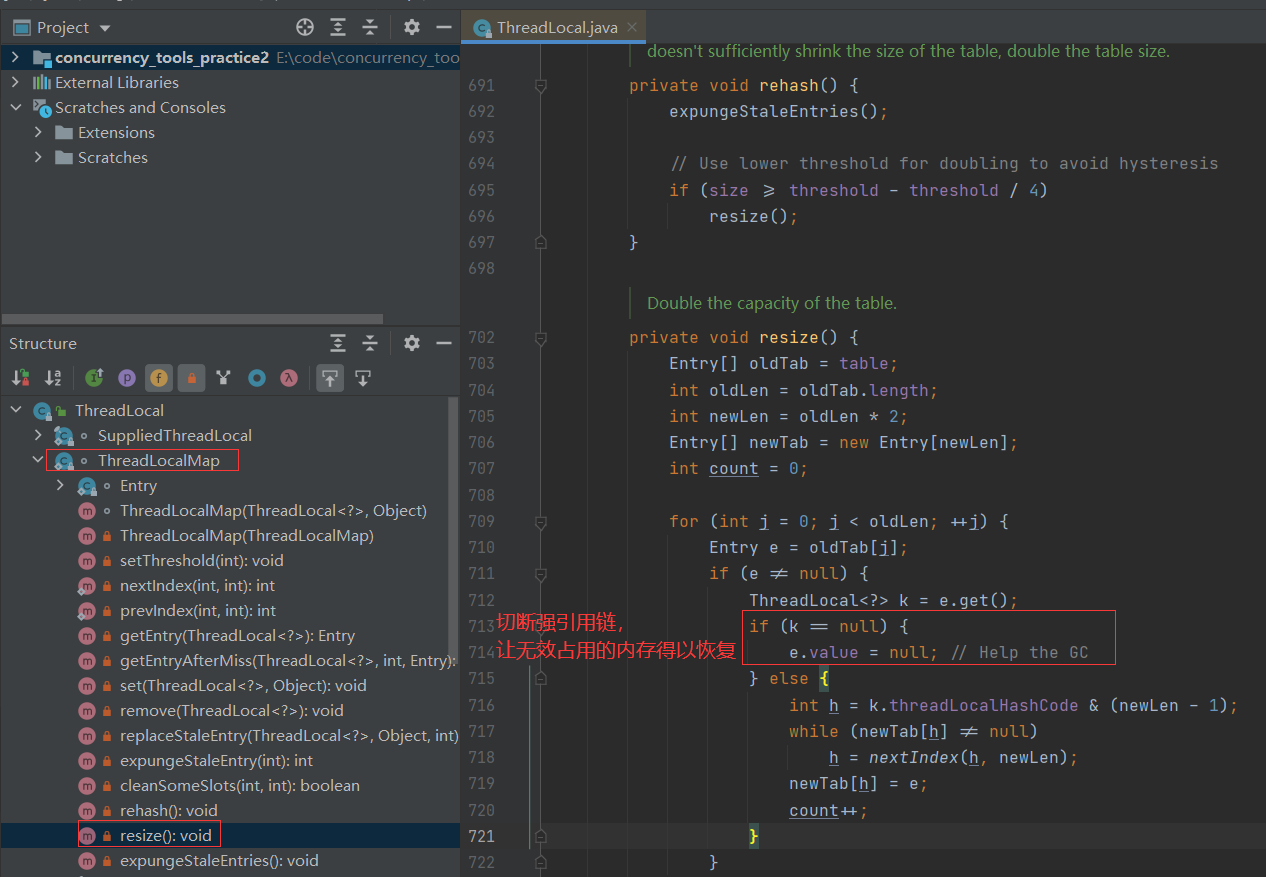 Project
concurrency_tools_practice2 E:\code\concurrency_too
External Libraries
Scratches and Consoles
Extensions
Scratches
Structure
ThreadLocal
SuppliedThreadLocal
ThreadLocalMap
Entry
ThreadLocalMap(ThreadLocal<?>, Object)
ThreadLocalMap(ThreadLocalMap)
setThreshold(int): void
nextIndex(int, int): int
prevIndex(int, int): int
getEntry(ThreadLocal<?>): Entry
getEntryAfterMiss(ThreadLocal<?>, int, Entry):
set(ThreadLocal<?>, Object): void
remove(ThreadLocal<?>): void
replaceStaleEntry(ThreadLocal<?>, Object, int)
expungeStaleEntry(int): int
cleanSomeSlots(int, int): boolean
rehash(): void
resize(): void
expungeStaleEntries(): void
ThreadLocal.java
doesn't sufficiently shrink the size of the table, double the table size.
691 private void rehash() {
692 expungeStaleEntries();
693
694 // Use lower threshold for doubling to avoid hysteresis
695 if (size >= threshold - threshold / 4)
696 resize();
697 }
698
Double the capacity of the table.
702 private void resize() {
703 Entry[] oldTab = table;
704 int oldLen = oldTab.length;
705 int newLen = oldLen * 2;
706 Entry[] newTab = new Entry[newLen];
707 int count = 0;
708
709 for (int j = 0; j < oldLen; ++j) {
710 Entry e = oldTab[j];
711 if (e != null) {
712 ThreadLocal<?> k = e.get();
713 切断强引用链， if (k == null) {
714 让无效占用的内存得以恢复 e.value = null; // Help the GC
715 } else {
716 int h = k.threadLocalHashCode & (newLen - 1);
717 while (newTab[h] != null)
718 h = nextIndex(h, newLen);
719 newTab[h] = e;
720 count++;
721 }
722 }